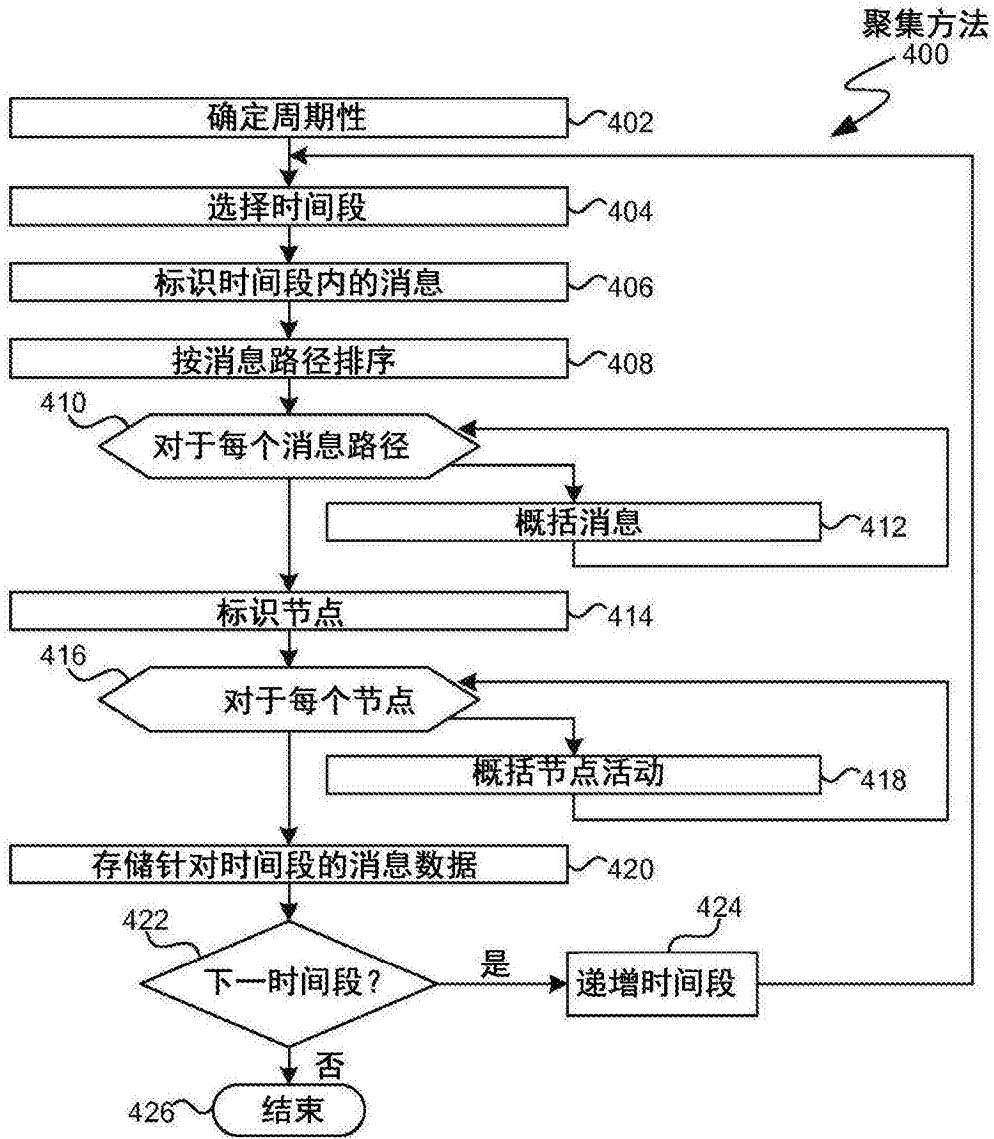 聚集方法
400
确定周期性
402
选择时间段
404
标识时间段内的消息
406
按消息路径排序
408
410
对于每个消息路径
概括消息
412
标识节点
414
416
对于每个节点
概括节点活动
418
存储针对时间段的消息数据
420
422
下一时间段?
是
424
递增时间段
否
426
结束